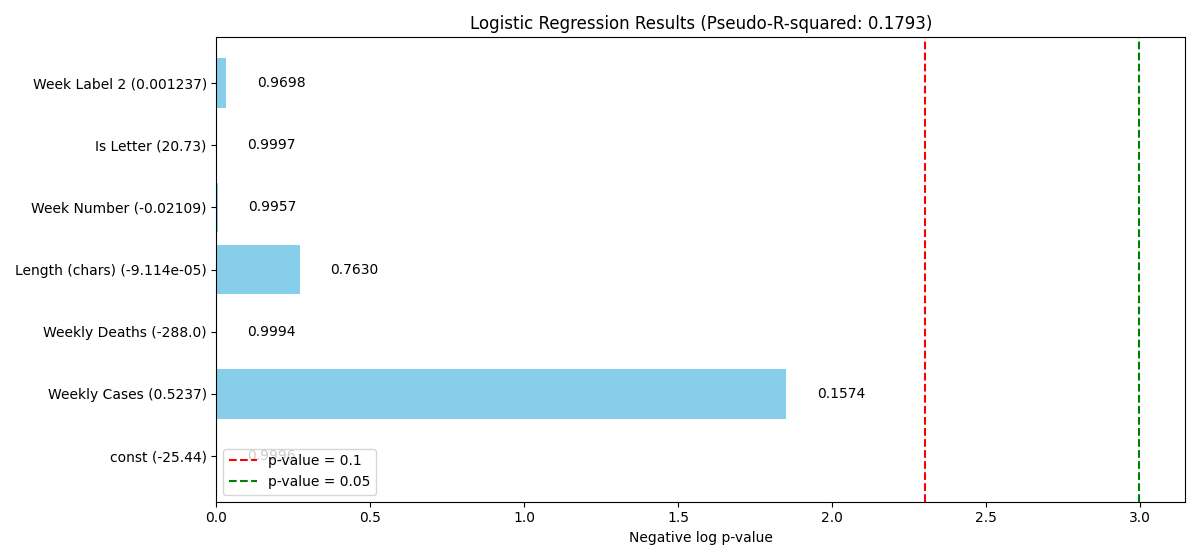 Logistic Regression Results (Pseudo-R-squared: 0.1793)
Week Label 2 (0.001237) 0.9698
Is Letter (20.73) 0.9997
Week Number (-0.02109) 0.9957
Length (chars) (-9.114e-05) 0.7630
Weekly Deaths (-288.0) 0.9994
Weekly Cases (0.5237) 0.1574
const (-25.44)
p-value = 0.1
p-value = 0.05
0.0 0.5 1.0 1.5 2.0 2.5 3.0
Negative log p-value